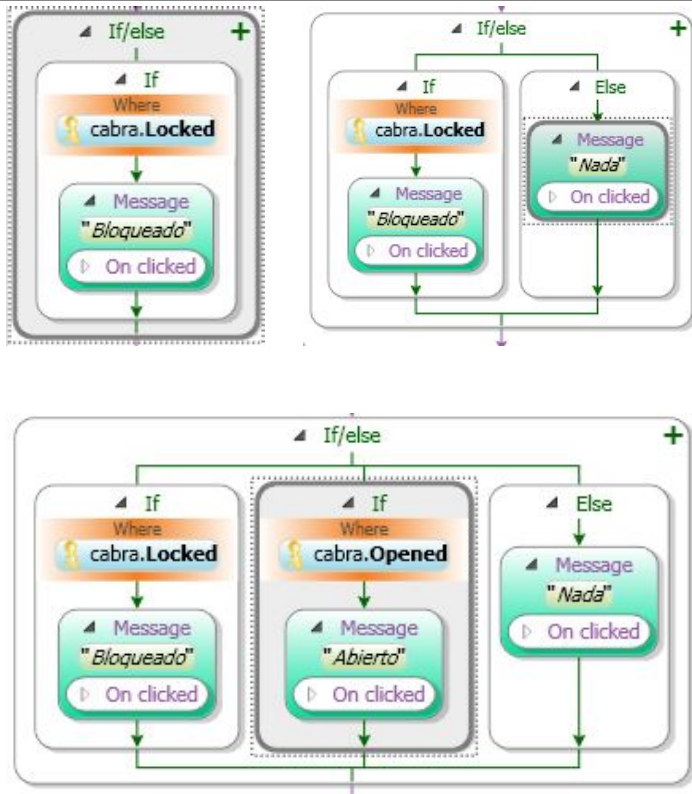 If/else
+
If
Where
cabra.Locked
Message
"Bloqueado"
On clicked
If/else
+
If
Where
cabra.Locked
Message
"Bloqueado"
On clicked
Else
Message
"Nada"
On clicked
If/else
+
If
Where
cabra.Locked
Message
"Bloqueado"
On clicked
If
Where
cabra.Opened
Message
"Abierto"
On clicked
Else
Message
"Nada"
On clicked